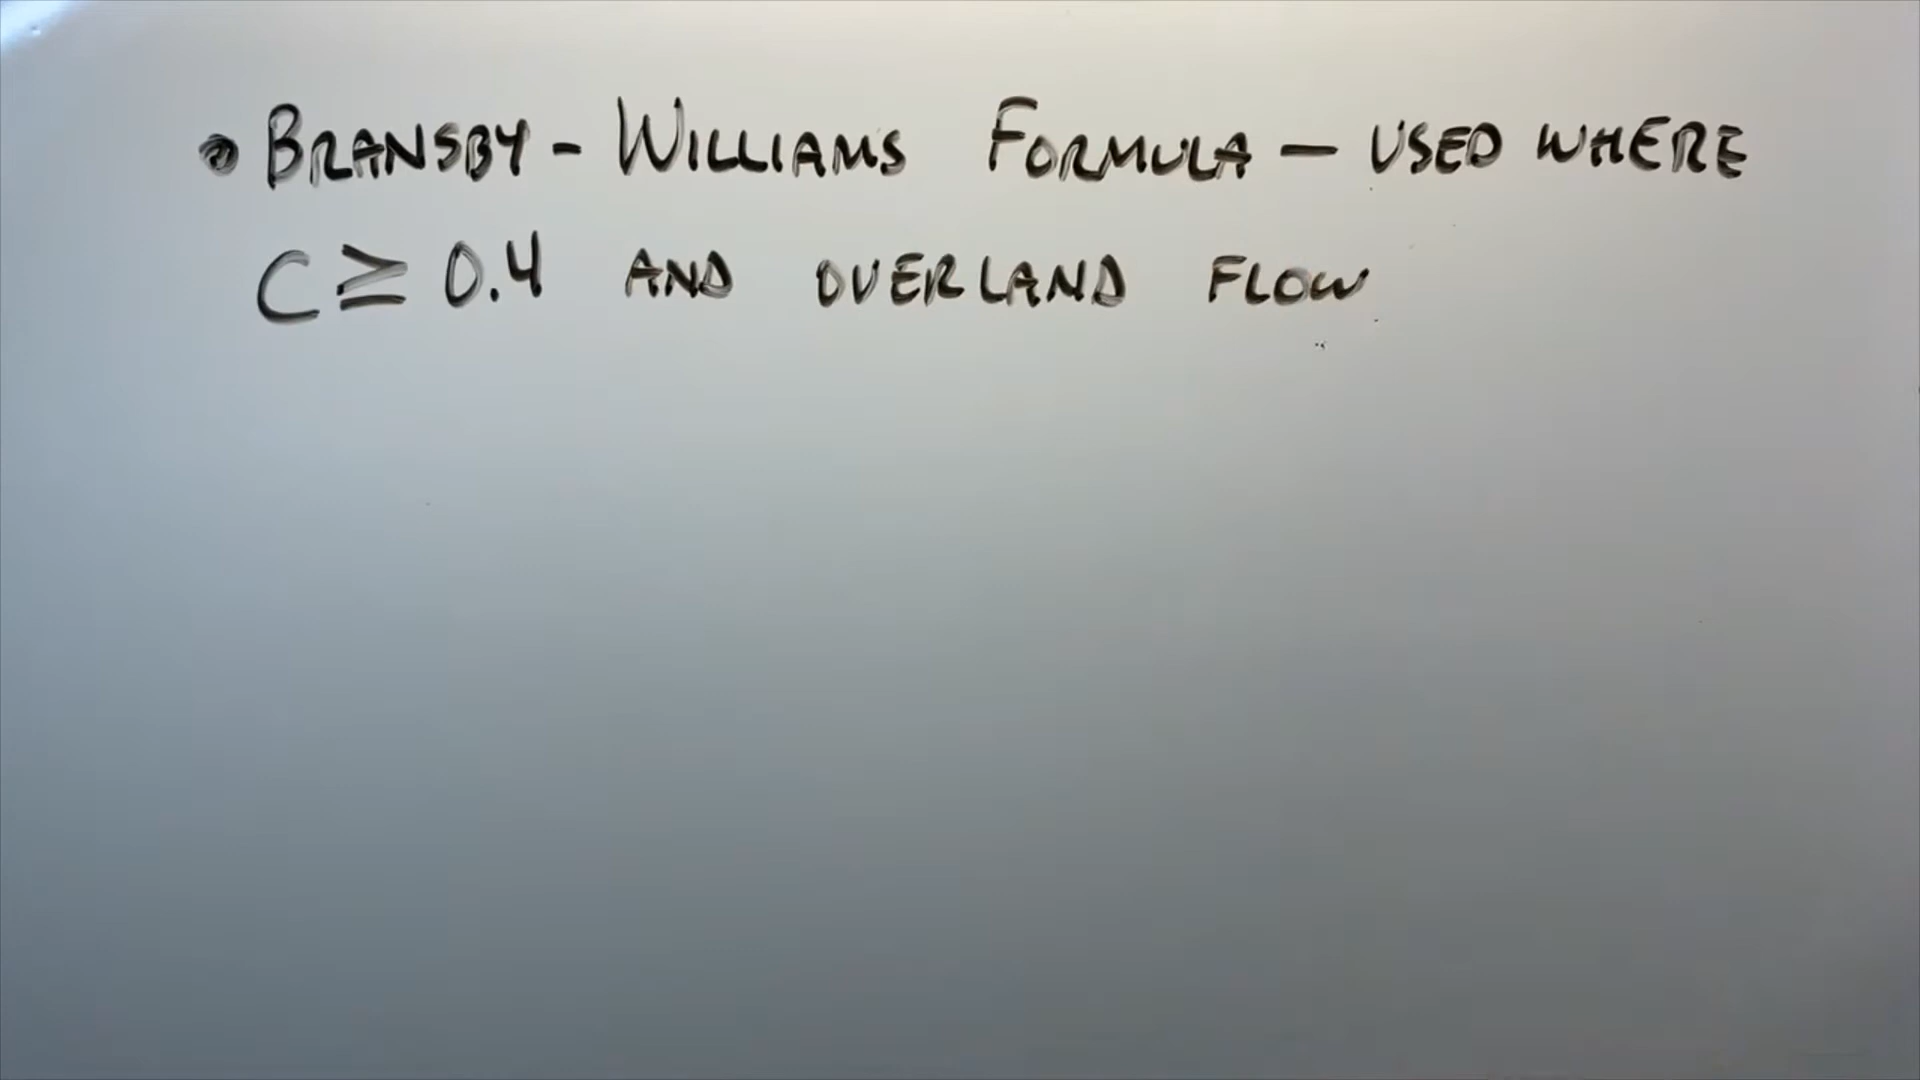 • BRANSBY - WILLIAMS FORMULA — USED WHERE
C ≥ 0.4 AND OVERLAND FLOW